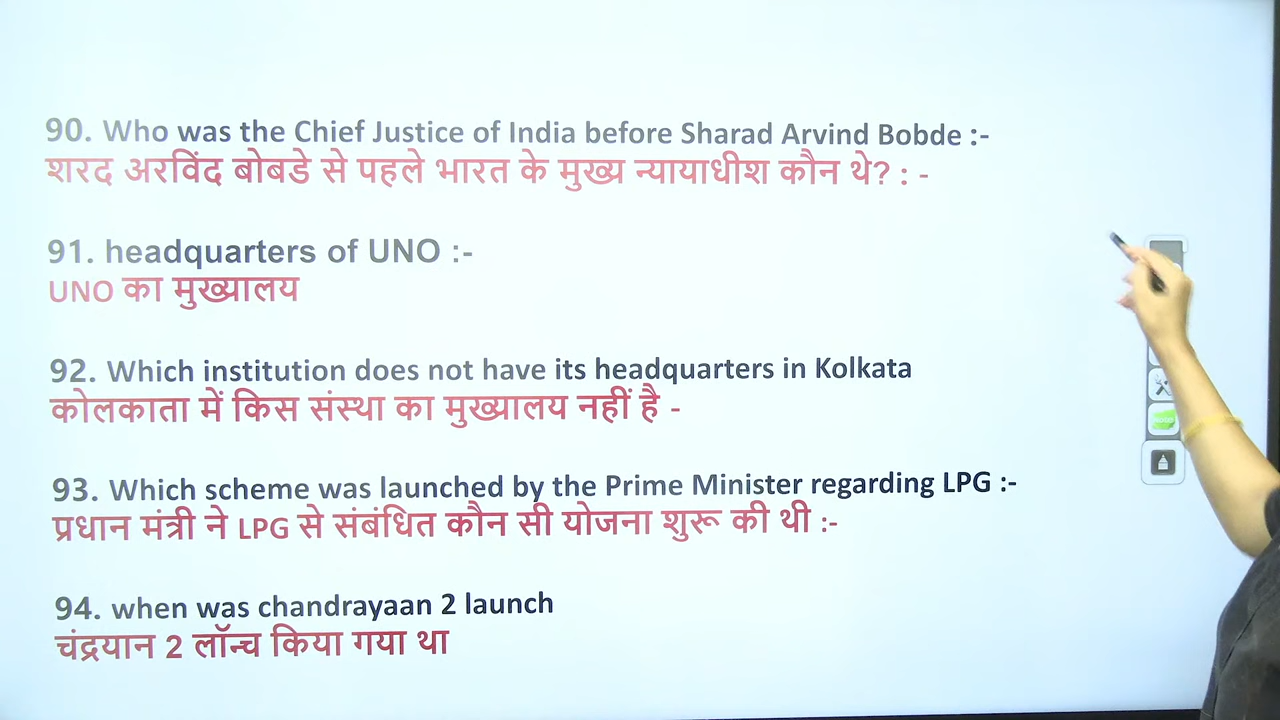 90. Who was the Chief Justice of India before Sharad Arvind Bobde :-
शरद अरविंद बोबडे से पहले भारत के मुख्य न्यायाधीश कौन थे? : -
91. headquarters of UNO :-
UNO का मुख्यालय
92. Which institution does not have its headquarters in Kolkata
कोलकाता में किस संस्था का मुख्यालय नहीं है -
93. Which scheme was launched by the Prime Minister regarding LPG :-
प्रधान मंत्री ने LPG से संबंधित कौन सी योजना शुरू की थी :-
94. when was chandrayaan 2 launch
चंद्रयान 2 लॉन्च किया गया था